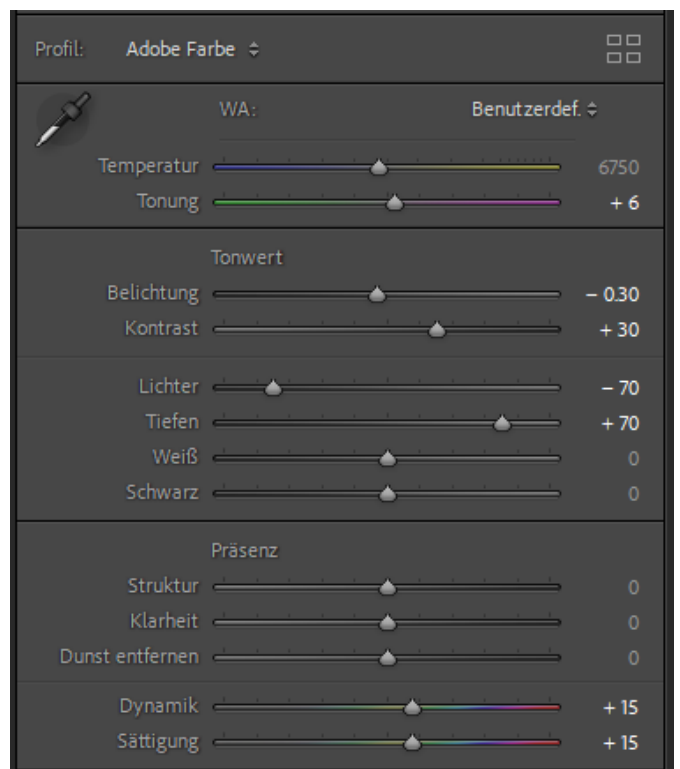 Profil: Adobe Farbe
WA: Benutzerdef.
Temperatur 6750
Tonung + 6
Tonwert
Belichtung − 0,30
Kontrast + 30
Lichter − 70
Tiefen + 70
Weiß 0
Schwarz 0
Präsenz
Struktur 0
Klarheit 0
Dunst entfernen 0
Dynamik + 15
Sättigung + 15